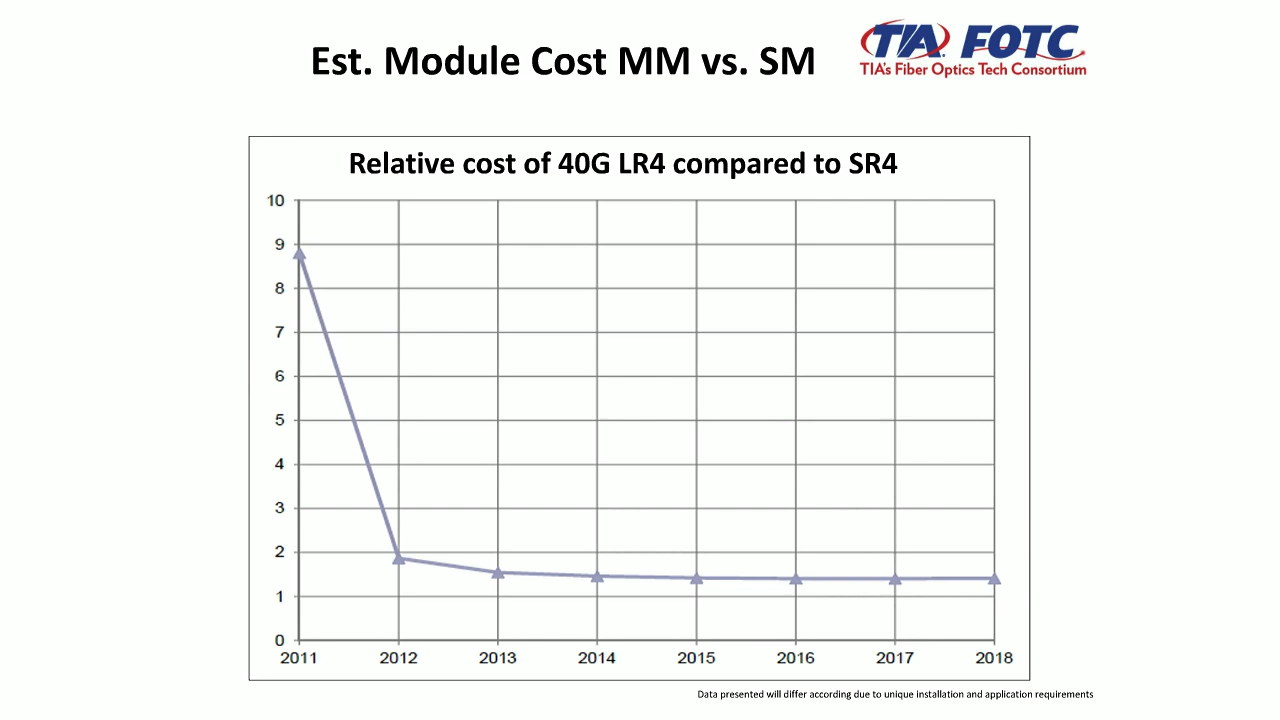 Est. Module Cost MM vs. SM
TIA FOTC
TIA's Fiber Optics Tech Consortium
Relative cost of 40G LR4 compared to SR4
10
9
8
7
6
5
4
3
2
1
0
2011 2012 2013 2014 2015 2016 2017 2018
Data presented will differ according due to unique installation and application requirements